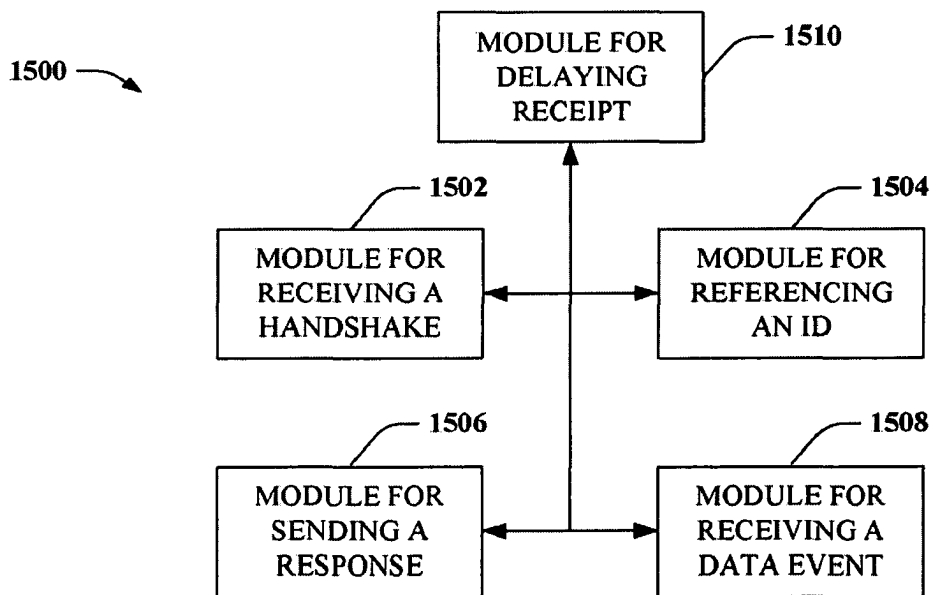 1500
MODULE FOR
DELAYING
RECEIPT
1510
1502
MODULE FOR
RECEIVING A
HANDSHAKE
1504
MODULE FOR
REFERENCING
AN ID
1506
MODULE FOR
SENDING A
RESPONSE
1508
MODULE FOR
RECEIVING A
DATA EVENT